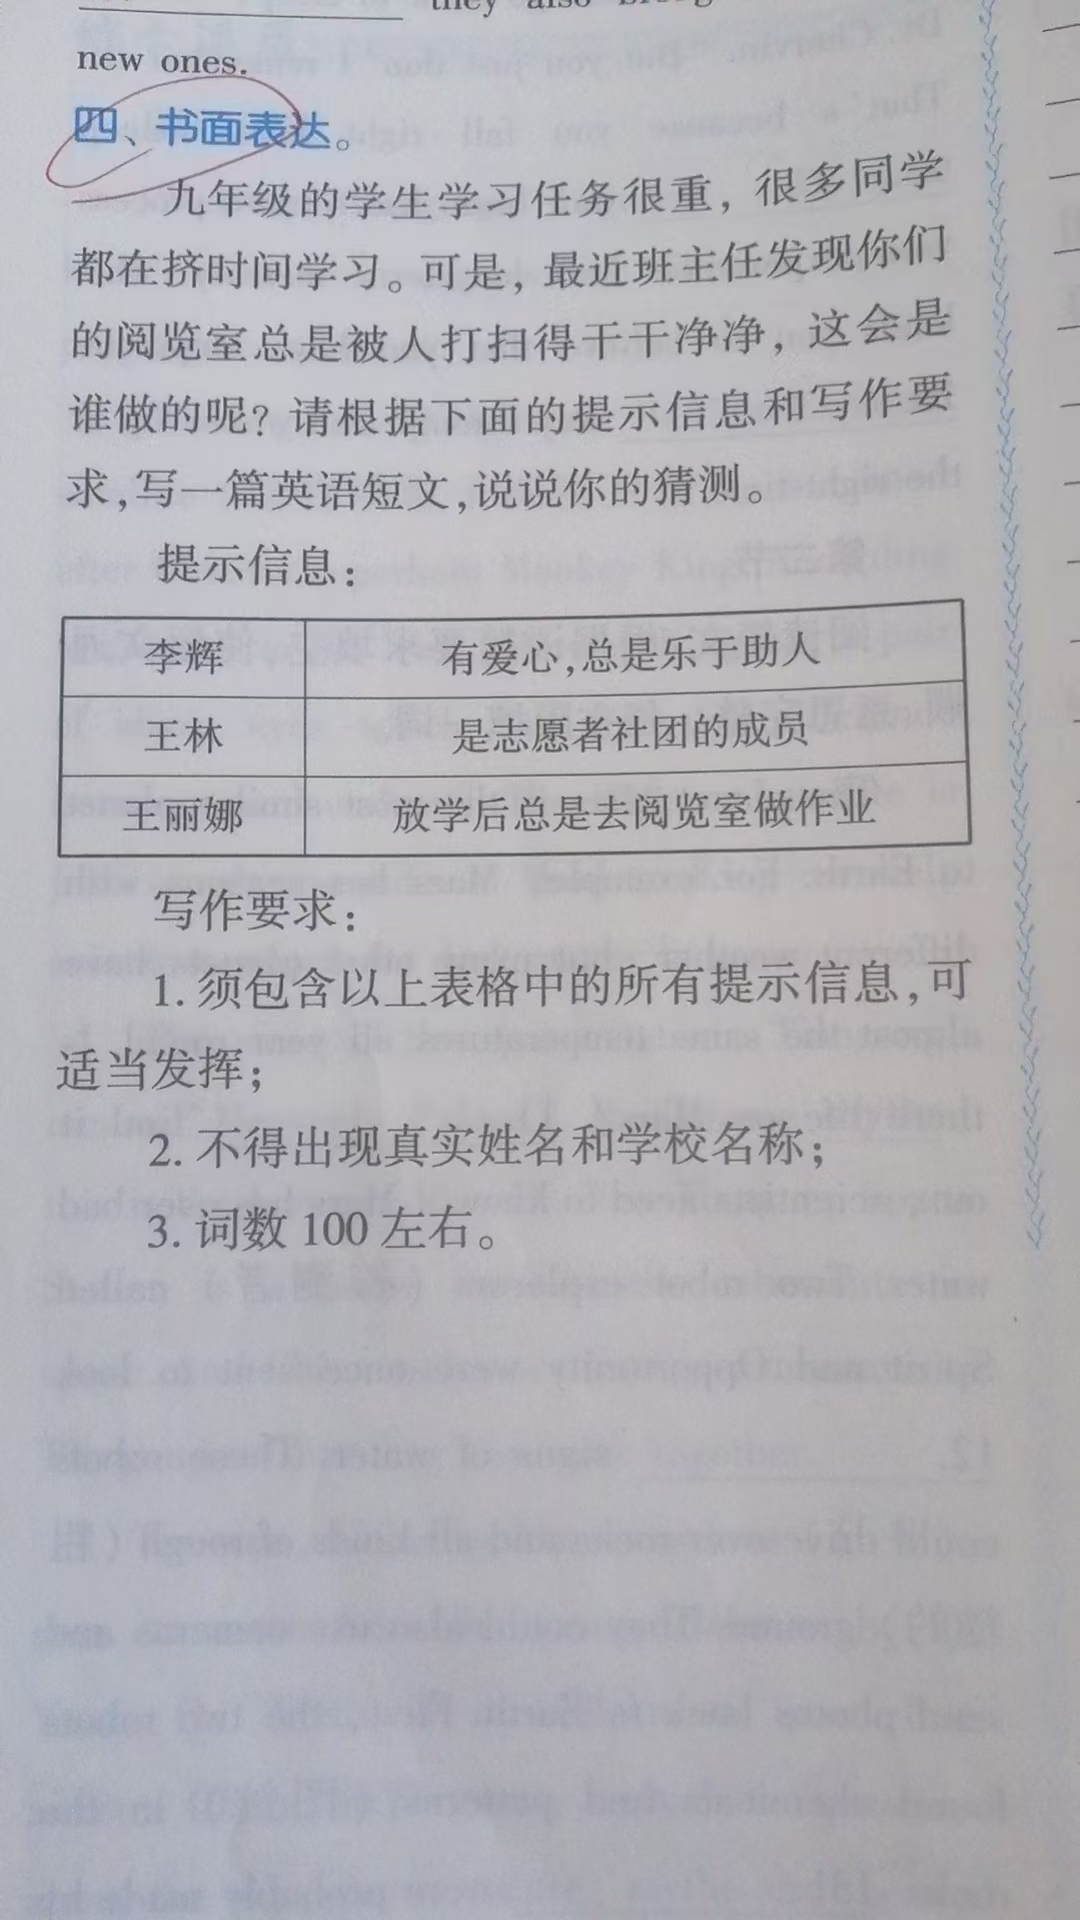 they also
new ones.
四、书面表达。
九年级的学生学习任务很重，很多同学
都在挤时间学习。可是，最近班主任发现你们
的阅览室总是被人打扫得干干净净，这会是
谁做的呢？请根据下面的提示信息和写作要
求，写一篇英语短文，说说你的猜测。
提示信息：
李辉 有爱心，总是乐于助人
王林 是志愿者社团的成员
王丽娜 放学后总是去阅览室做作业
写作要求：
1. 须包含以上表格中的所有提示信息，可
适当发挥；
2. 不得出现真实姓名和学校名称；
3. 词数 100 左右。